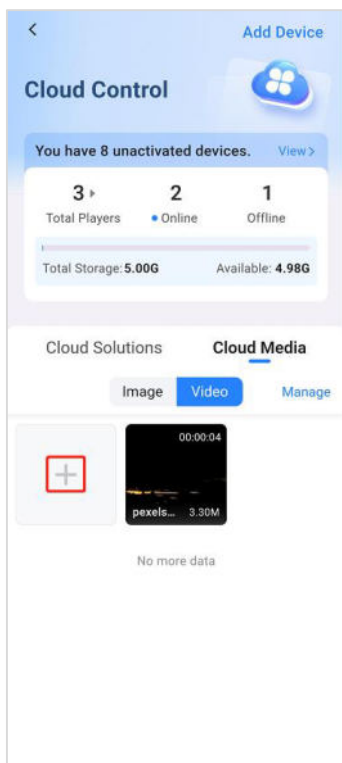 Add Device
Cloud Control
You have 8 unactivated devices. View >
3 2 1
Total Players Online Offline
Total Storage: 5.00G Available: 4.98G
Cloud Solutions Cloud Media
Image Video Manage
00:00:04
pexels... 3.30M
No more data